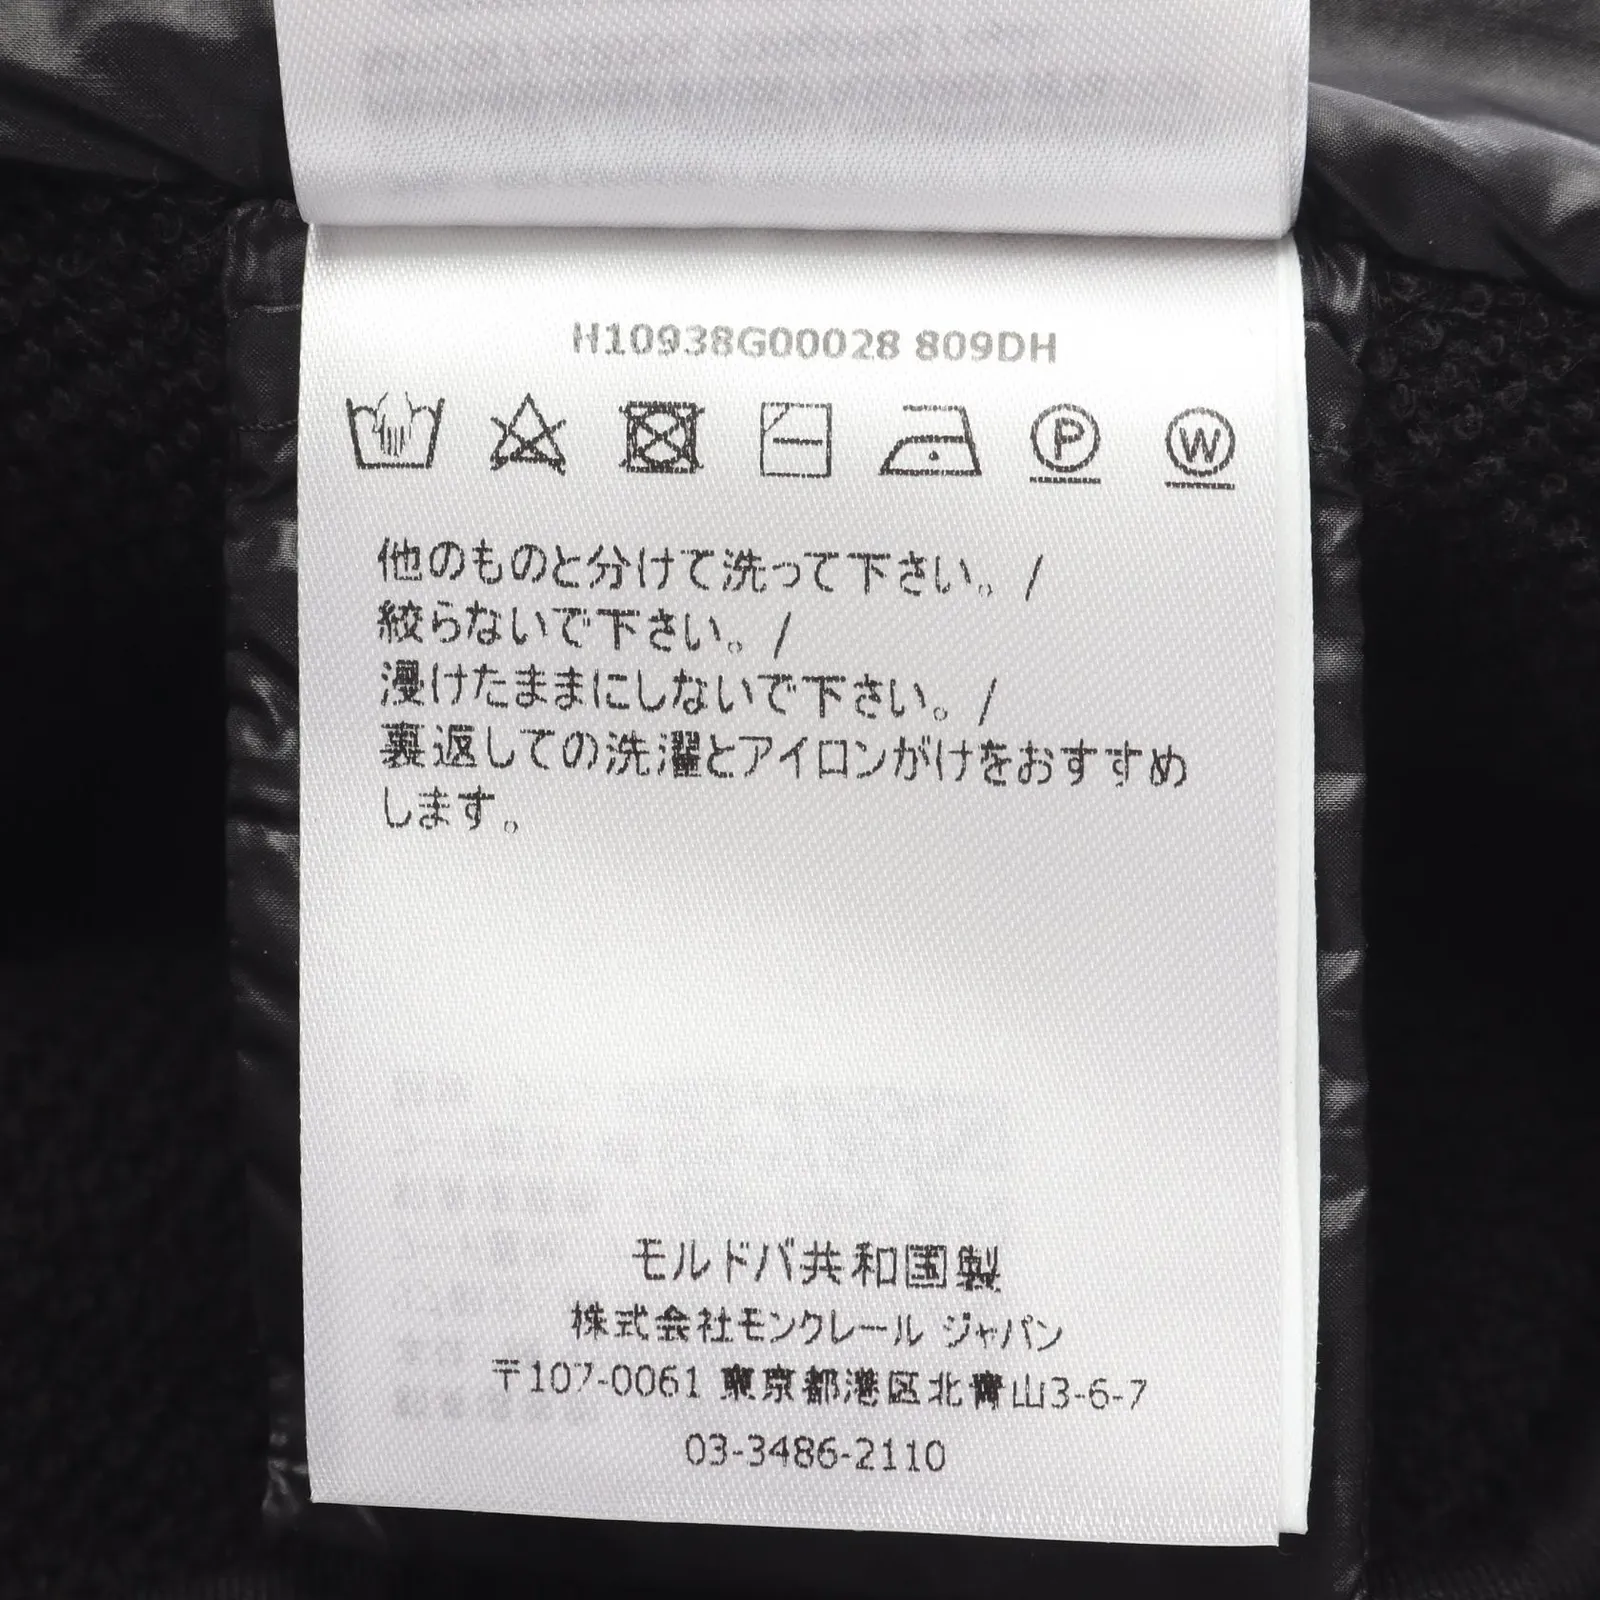 H10938G00028 809DH
P W
他のものと分けて洗って下さい。/
絞らないで下さい。/
浸けたままにしないで下さい。/
裏返しての洗濯とアイロンがけをおすすめ
します。
モルドバ共和国製
株式会社モンクレール ジャパン
〒107-0061 東京都港区北青山3-6-7
03-3486-2110